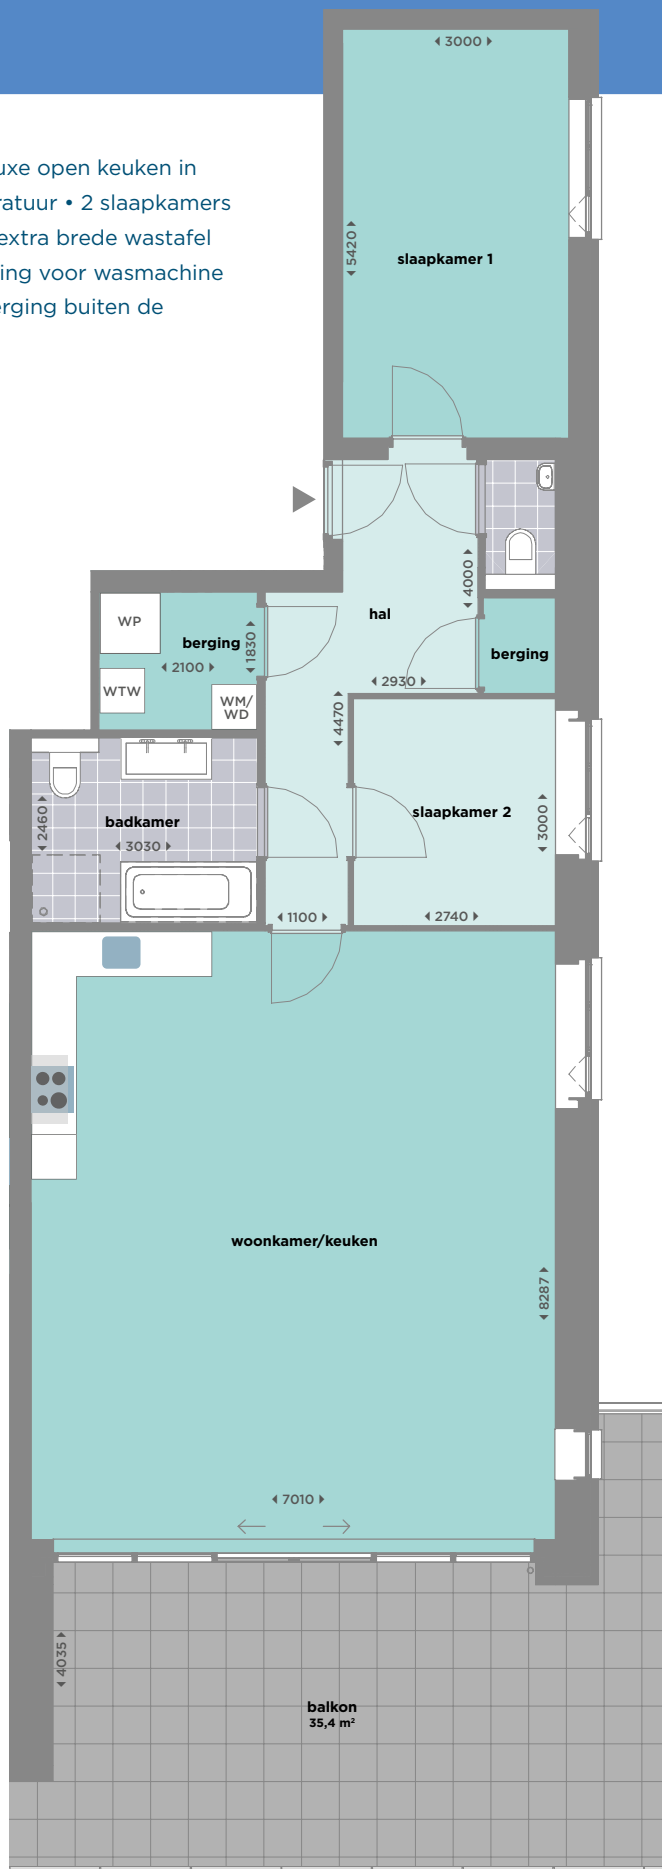 3000
uxe open keuken in
ratuur • 2 slaapkamers
extra brede wastafel
ing voor wasmachine
erging buiten de
5420
slaapkamer 1
4000
hal
WP
berging
1830
2100
berging
2930
WTW
WM/
WD
4470
2460
badkamer
3030
slaapkamer 2
3000
1100
2740
woonkamer/keuken
8287
7010
4035
balkon
35,4 m²